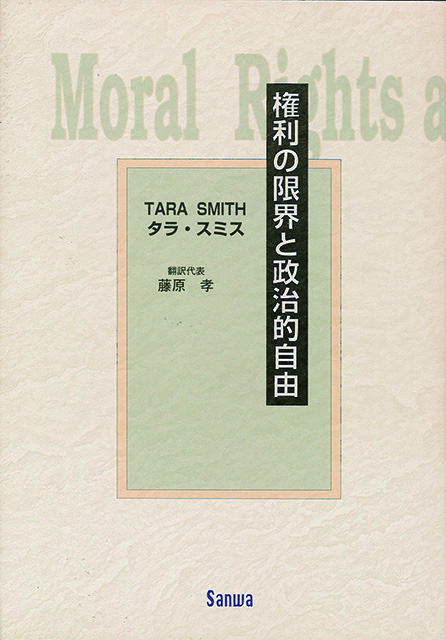 Moral Rights a
権利の限界と政治的自由
TARA SMITH
タラ・スミス
翻訳代表
藤原 孝
Sanwa